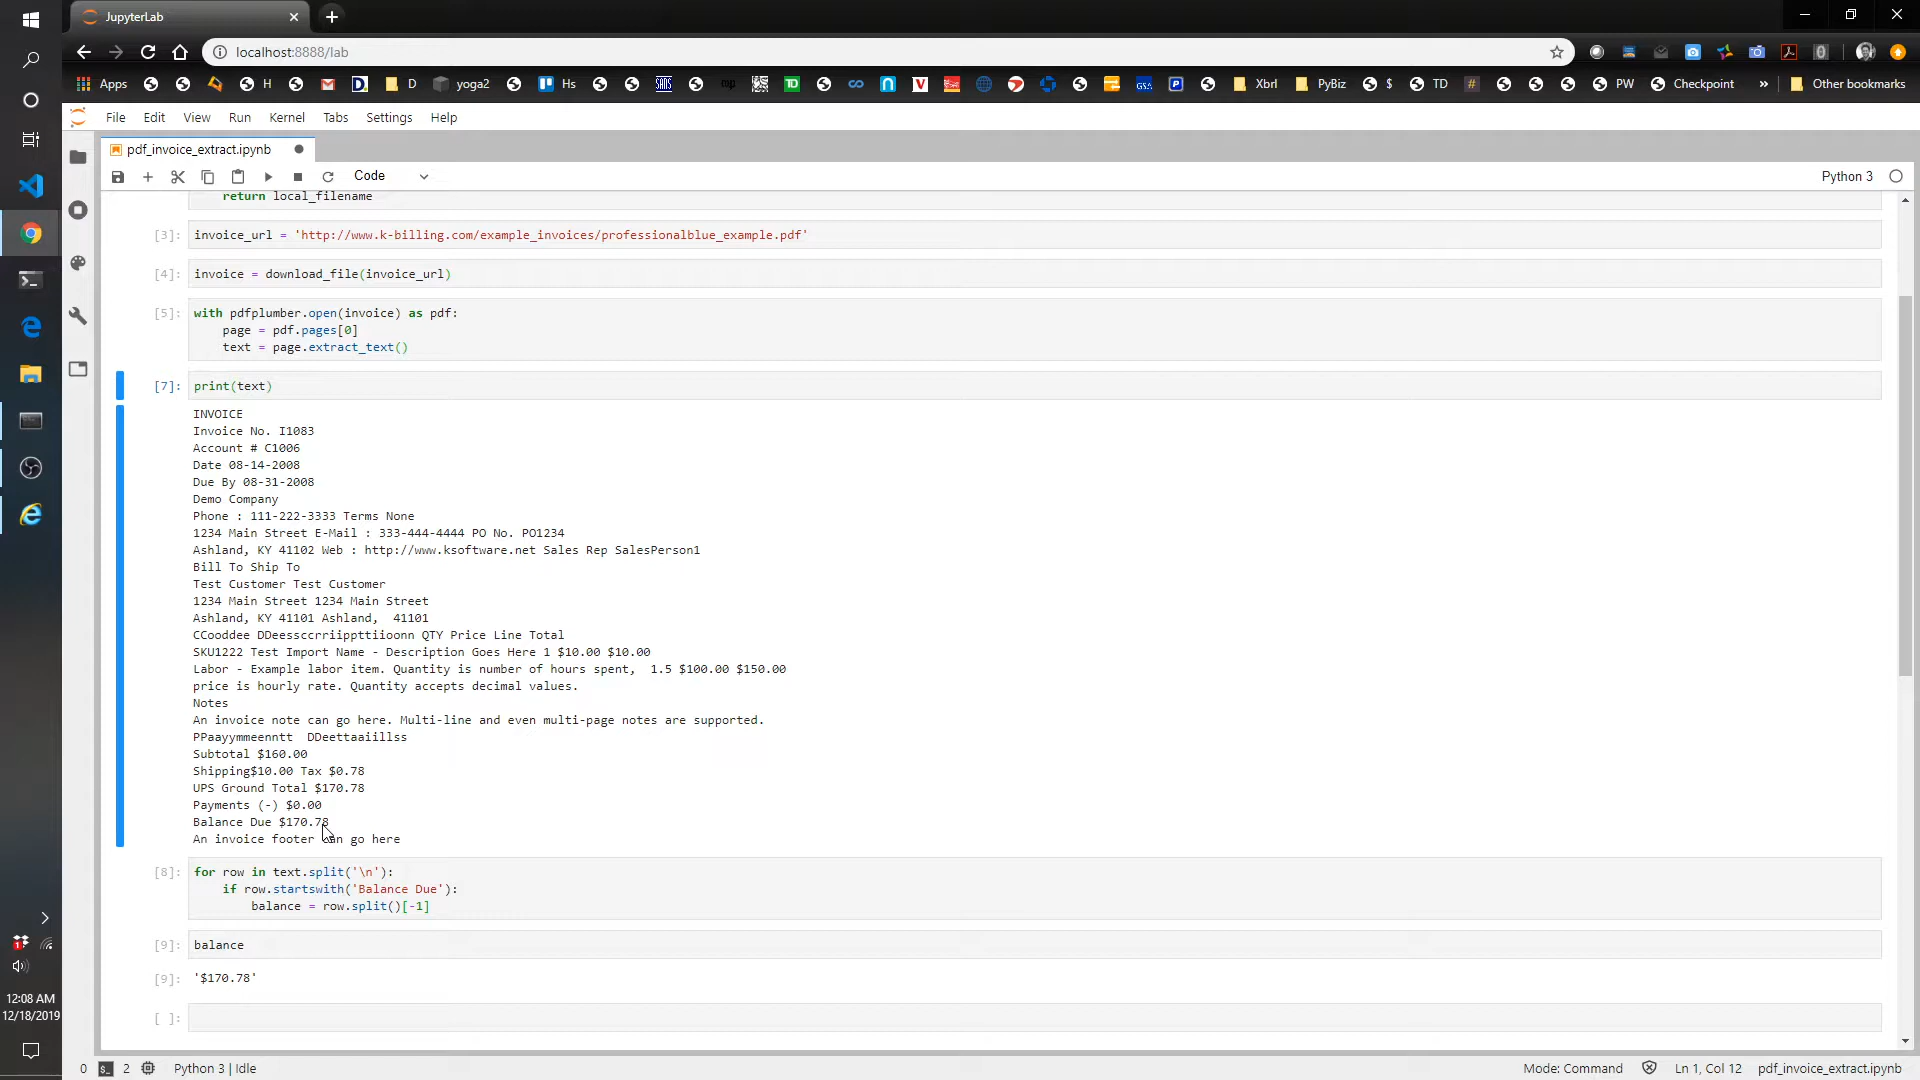 JupyterLab
localhost:8888/lab
Apps H D yoga2 Hs Xbrl PyBiz $ TD # PW Checkpoint » Other bookmarks
File Edit View Run Kernel Tabs Settings Help
pdf_invoice_extract.ipynb
Code Python 3
return local_filename
[3]: invoice_url = 'http://www.k-billing.com/example_invoices/professionalblue_example.pdf'
[4]: invoice = download_file(invoice_url)
[5]: with pdfplumber.open(invoice) as pdf:
page = pdf.pages[0]
text = page.extract_text()
[7]: print(text)
INVOICE
Invoice No. I1083
Account # C1006
Date 08-14-2008
Due By 08-31-2008
Demo Company
Phone : 111-222-3333 Terms None
1234 Main Street E-Mail : 333-444-4444 PO No. PO1234
Ashland, KY 41102 Web : http://www.ksoftware.net Sales Rep SalesPerson1
Bill To Ship To
Test Customer Test Customer
1234 Main Street 1234 Main Street
Ashland, KY 41101 Ashland,  41101
CCooddee DDeessccrriippttiioonn QTY Price Line Total
SKU1222 Test Import Name - Description Goes Here 1 $10.00 $10.00
Labor - Example labor item. Quantity is number of hours spent,  1.5 $100.00 $150.00
price is hourly rate. Quantity accepts decimal values.
Notes
An invoice note can go here. Multi-line and even multi-page notes are supported.
PPaayymmeenntt  DDeettaaiillss
Subtotal $160.00
Shipping$10.00 Tax $0.78
UPS Ground Total $170.78
Payments (-) $0.00
Balance Due $170.78
An invoice footer can go here
[8]: for row in text.split('\n'):
if row.startswith('Balance Due'):
balance = row.split()[-1]
[9]: balance
[9]: '$170.78'
[ ]:
12:08 AM
12/18/2019
0 2 Python 3 | Idle Mode: Command Ln 1, Col 12 pdf_invoice_extract.ipynb